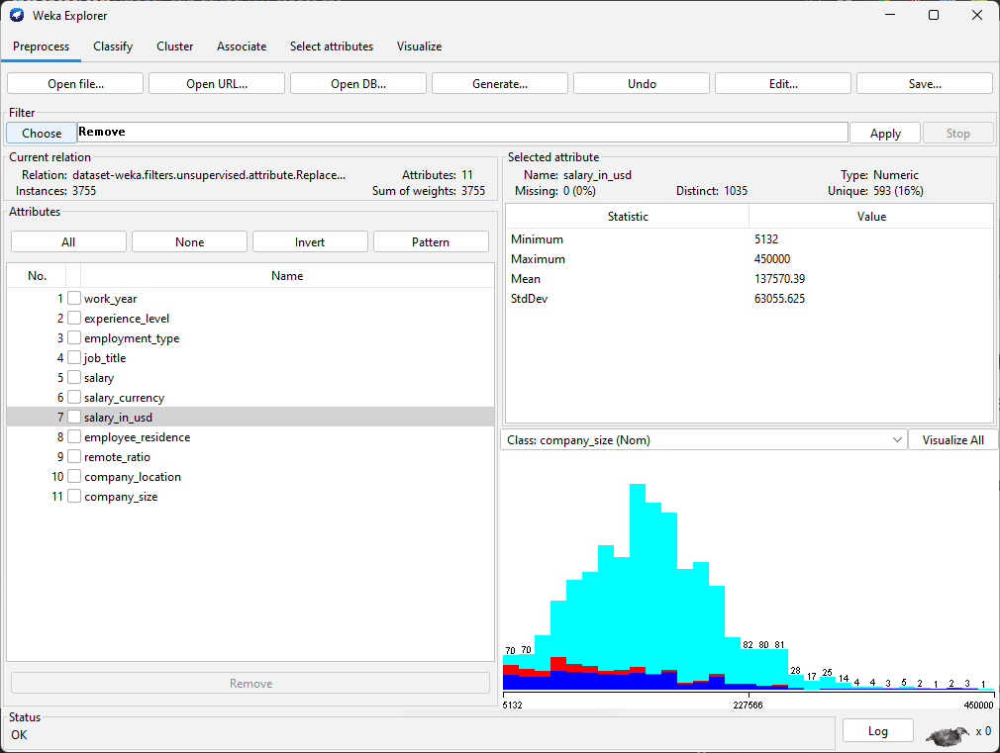 Weka Explorer
Preprocess Classify Cluster Associate Select attributes Visualize
Open file... Open URL... Open DB... Generate... Undo Edit... Save...
Filter
Choose Remove Apply Stop
Current relation
Relation: dataset-weka.filters.unsupervised.attribute.Replace... Attributes: 11
Instances: 3755 Sum of weights: 3755
Attributes
All None Invert Pattern
No. Name
1 work_year
2 experience_level
3 employment_type
4 job_title
5 salary
6 salary_currency
7 salary_in_usd
8 employee_residence
9 remote_ratio
10 company_location
11 company_size
Remove
Selected attribute
Name: salary_in_usd Type: Numeric
Missing: 0 (0%) Distinct: 1035 Unique: 593 (16%)
Statistic Value
Minimum 5132
Maximum 450000
Mean 137570.39
StdDev 63055.625
Class: company_size (Nom) Visualize All
70 70 82 80 81 28 17 25 14 4 4 3 5 2 1 2 3 1
5132 227566 450000
Status
OK Log x 0